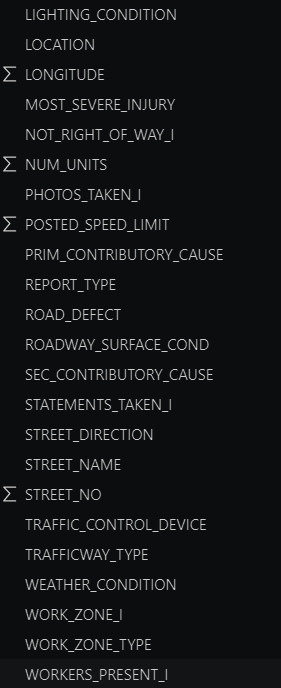 LIGHTING_CONDITION
LOCATION
∑ LONGITUDE
MOST_SEVERE_INJURY
NOT_RIGHT_OF_WAY_I
∑ NUM_UNITS
PHOTOS_TAKEN_I
∑ POSTED_SPEED_LIMIT
PRIM_CONTRIBUTORY_CAUSE
REPORT_TYPE
ROAD_DEFECT
ROADWAY_SURFACE_COND
SEC_CONTRIBUTORY_CAUSE
STATEMENTS_TAKEN_I
STREET_DIRECTION
STREET_NAME
∑ STREET_NO
TRAFFIC_CONTROL_DEVICE
TRAFFICWAY_TYPE
WEATHER_CONDITION
WORK_ZONE_I
WORK_ZONE_TYPE
WORKERS_PRESENT_I